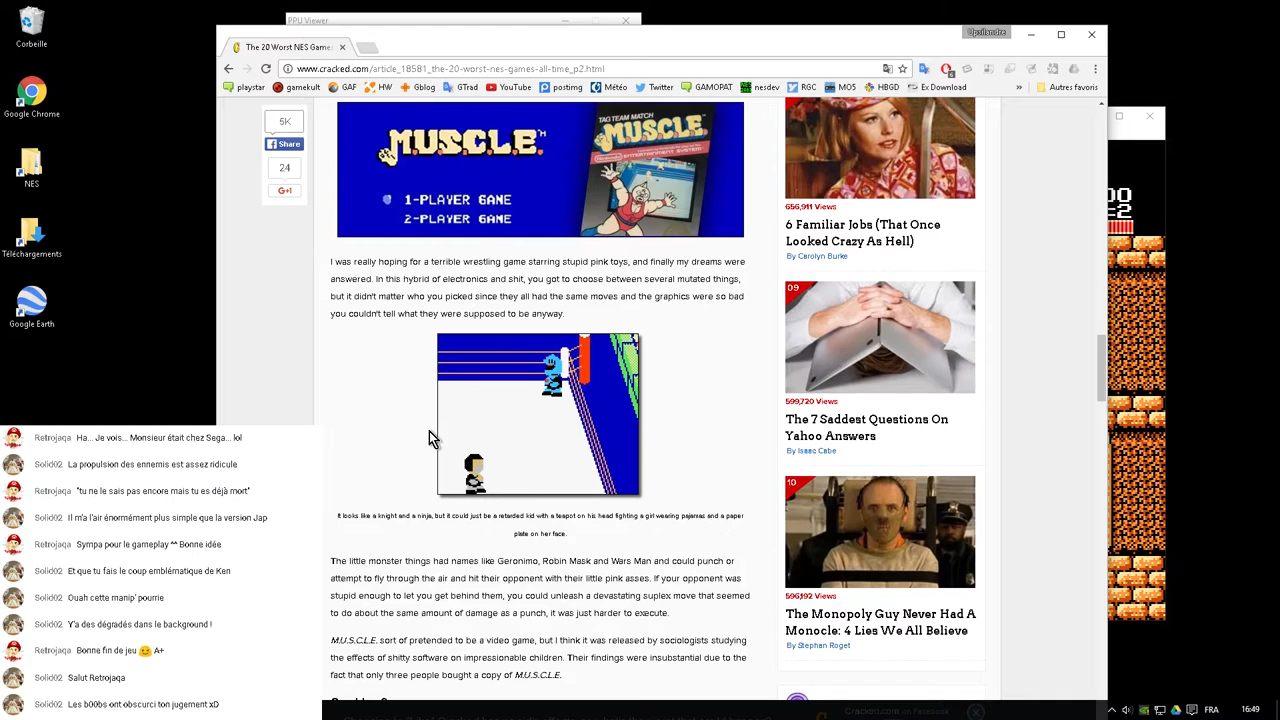 PPU Viewer
Upsilandre
Corbeille
The 20 Worst NES Games
www.cracked.com/article_18581_the-20-worst-nes-games-all-time_p2.html
playstar gamekult GAF HW Gblog GTrad YouTube postimg Météo Twitter GAMOPAT nesdev RGC MO5 HBGD Ex Download » Autres favoris
Google Chrome
NES
Téléchargements
Google Earth
5K
Share
24
G+1
TAG TEAM MATCH
MUSCLE
M.U.S.C.L.E.™
1-PLAYER GAME
2-PLAYER GAME
I was really hoping for a terrible wrestling game starring stupid pink toys, and finally my dreams were
answered. In this hybrid of electronics and shit, you got to choose between several mutated things,
but it didn't matter who you picked since they all had the same moves and the graphics were so bad
you couldn't tell what they were supposed to be anyway.
It looks like a knight and a ninja, but it could just be a retarded kid with a teapot on his head fighting a girl wearing pajamas and a paper
plate on her face.
The little monster things had names like Geronimo, Robin Mask and Wars Man and could punch or
attempt to fly through the air and hit their opponent with their little pink asses. If your opponent was
stupid enough to let you get behind them, you could unleash a devastating suplex move that seemed
to do about the same amount of damage as a punch, it was just harder to execute.
M.U.S.C.L.E. sort of pretended to be a video game, but I think it was released by sociologists studying
the effects of shitty software on impressionable children. Their findings were insubstantial due to the
fact that only three people bought a copy of M.U.S.C.L.E.
656,911 Views
6 Familiar Jobs (That Once
Looked Crazy As Hell)
By Carolyn Burke
09
599,720 Views
The 7 Saddest Questions On
Yahoo Answers
By Isaac Cabe
10
596,192 Views
The Monopoly Guy Never Had A
Monocle: 4 Lies We All Believe
By Stephan Roget
Cracked.com on Facebook
Retrojaqa Ha... Je vois... Monsieur était chez Sega... lol
Solid02 La propulsion des ennemis est assez ridicule
Retrojaqa "tu ne le sais pas encore mais tu es déjà mort"
Solid02 Il m'a l'air énormément plus simple que la version Jap
Retrojaqa Sympa pour le gameplay ^^ Bonne idée
Solid02 Et que tu fais le coup emblématique de Ken
Solid02 Ouah cette manip' pourrie
Solid02 Y'a des dégradés dans le background !
Retrojaqa Bonne fin de jeu A+
Solid02 Salut Retrojaqa
Solid02 Les b00bs ont obscurci ton jugement xD
FRA
16:49